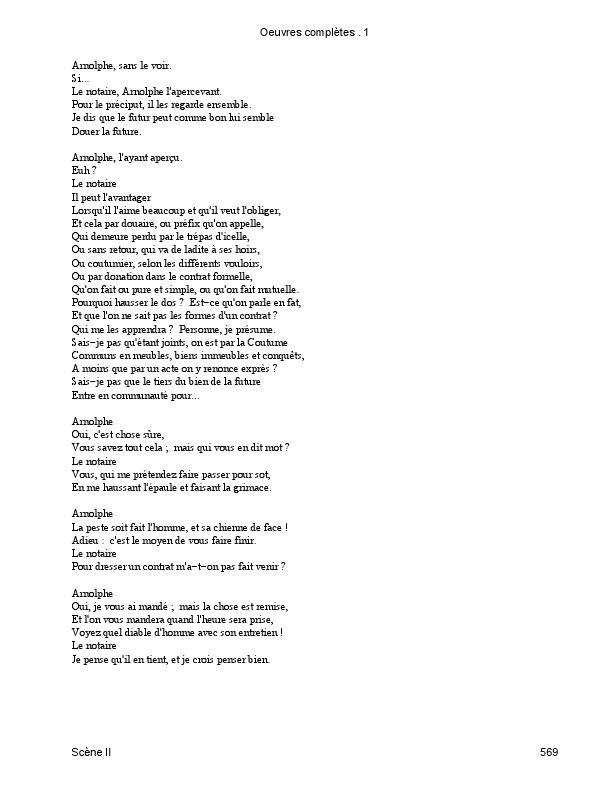 Oeuvres complètes . 1
Arnolphe, sans le voir.
Si...
Le notaire, Arnolphe l'apercevant.
Pour le préciput, il les regarde ensemble.
Je dis que le futur peut comme bon lui semble
Douer la future.
Arnolphe, l'ayant aperçu.
Euh ?
Le notaire
Il peut l'avantager
Lorsqu'il l'aime beaucoup et qu'il veut l'obliger,
Et cela par douaire, ou préfix qu'on appelle,
Qui demeure perdu par le trépas d'icelle,
Ou sans retour, qui va de ladite à ses hoirs,
Ou coutumier, selon les différents vouloirs,
Ou par donation dans le contrat formelle,
Qu'on fait ou pure et simple, ou qu'on fait mutuelle.
Pourquoi hausser le dos ? Est-ce qu'on parle en fat,
Et que l'on ne sait pas les formes d'un contrat ?
Qui me les apprendra ? Personne, je présume.
Sais-je pas qu'étant joints, on est par la Coutume
Communs en meubles, biens immeubles et conquêts,
A moins que par un acte on y renonce exprès ?
Sais-je pas que le tiers du bien de la future
Entre en communauté pour...
Arnolphe
Oui, c'est chose sûre,
Vous savez tout cela ; mais qui vous en dit mot ?
Le notaire
Vous, qui me prétendez faire passer pour sot,
En me haussant l'épaule et faisant la grimace.
Arnolphe
La peste soit fait l'homme, et sa chienne de face !
Adieu : c'est le moyen de vous faire finir.
Le notaire
Pour dresser un contrat m'a-t-on pas fait venir ?
Arnolphe
Oui, je vous ai mandé ; mais la chose est remise,
Et l'on vous mandera quand l'heure sera prise,
Voyez quel diable d'homme avec son entretien !
Le notaire
Je pense qu'il en tient, et je crois penser bien.
Scène II
569